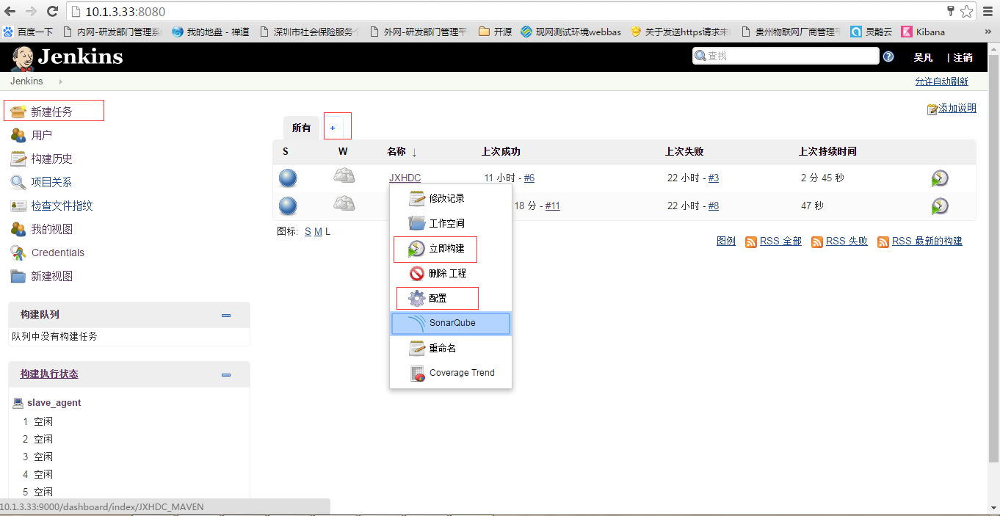 10.1.3.33:8080
百度一下 内网-研发部门管理系 我的地盘 - 禅道 深圳市社会保险服务 外网-研发部门管理平 开源 现网测试环境webbas 关于发送https请求未 贵州物联网厂商管理平 灵鹊云 Kibana »
Jenkins 查找 吴凡 | 注销
Jenkins 允许自动刷新
新建任务
用户
构建历史
项目关系
检查文件指纹
我的视图
Credentials
新建视图
构建队列
队列中没有构建任务
构建执行状态
slave_agent
1 空闲
2 空闲
3 空闲
4 空闲
5 空闲
添加说明
所有 +
S W 名称 ↓ 上次成功 上次失败 上次持续时间
JXHDC 11 小时 - #6 22 小时 - #3 2 分 45 秒
18 分 - #11 22 小时 - #8 47 秒
图标: S M L
图例 RSS 全部 RSS 失败 RSS 最新的构建
修改记录
工作空间
立即构建
删除 工程
配置
SonarQube
重命名
Coverage Trend
10.1.3.33:9000/dashboard/index/JXHDC_MAVEN